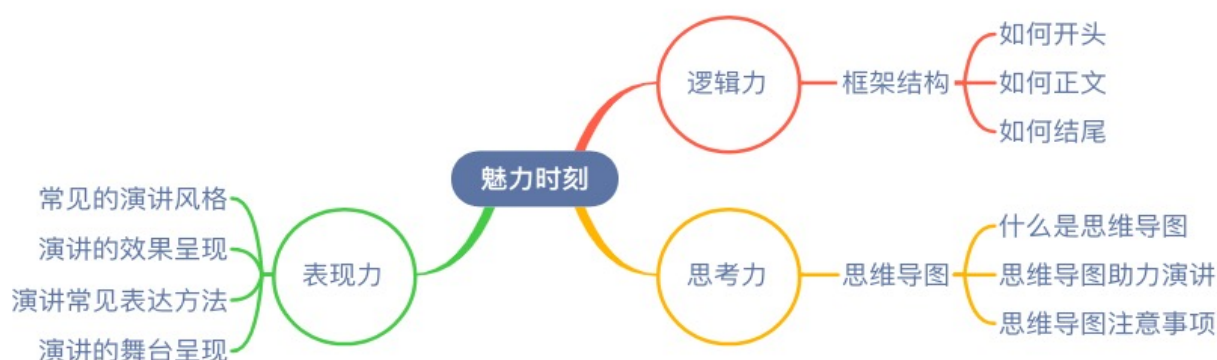 魅力时刻
逻辑力
框架结构
如何开头
如何正文
如何结尾
思考力
思维导图
什么是思维导图
思维导图助力演讲
思维导图注意事项
表现力
常见的演讲风格
演讲的效果呈现
演讲常见表达方法
演讲的舞台呈现